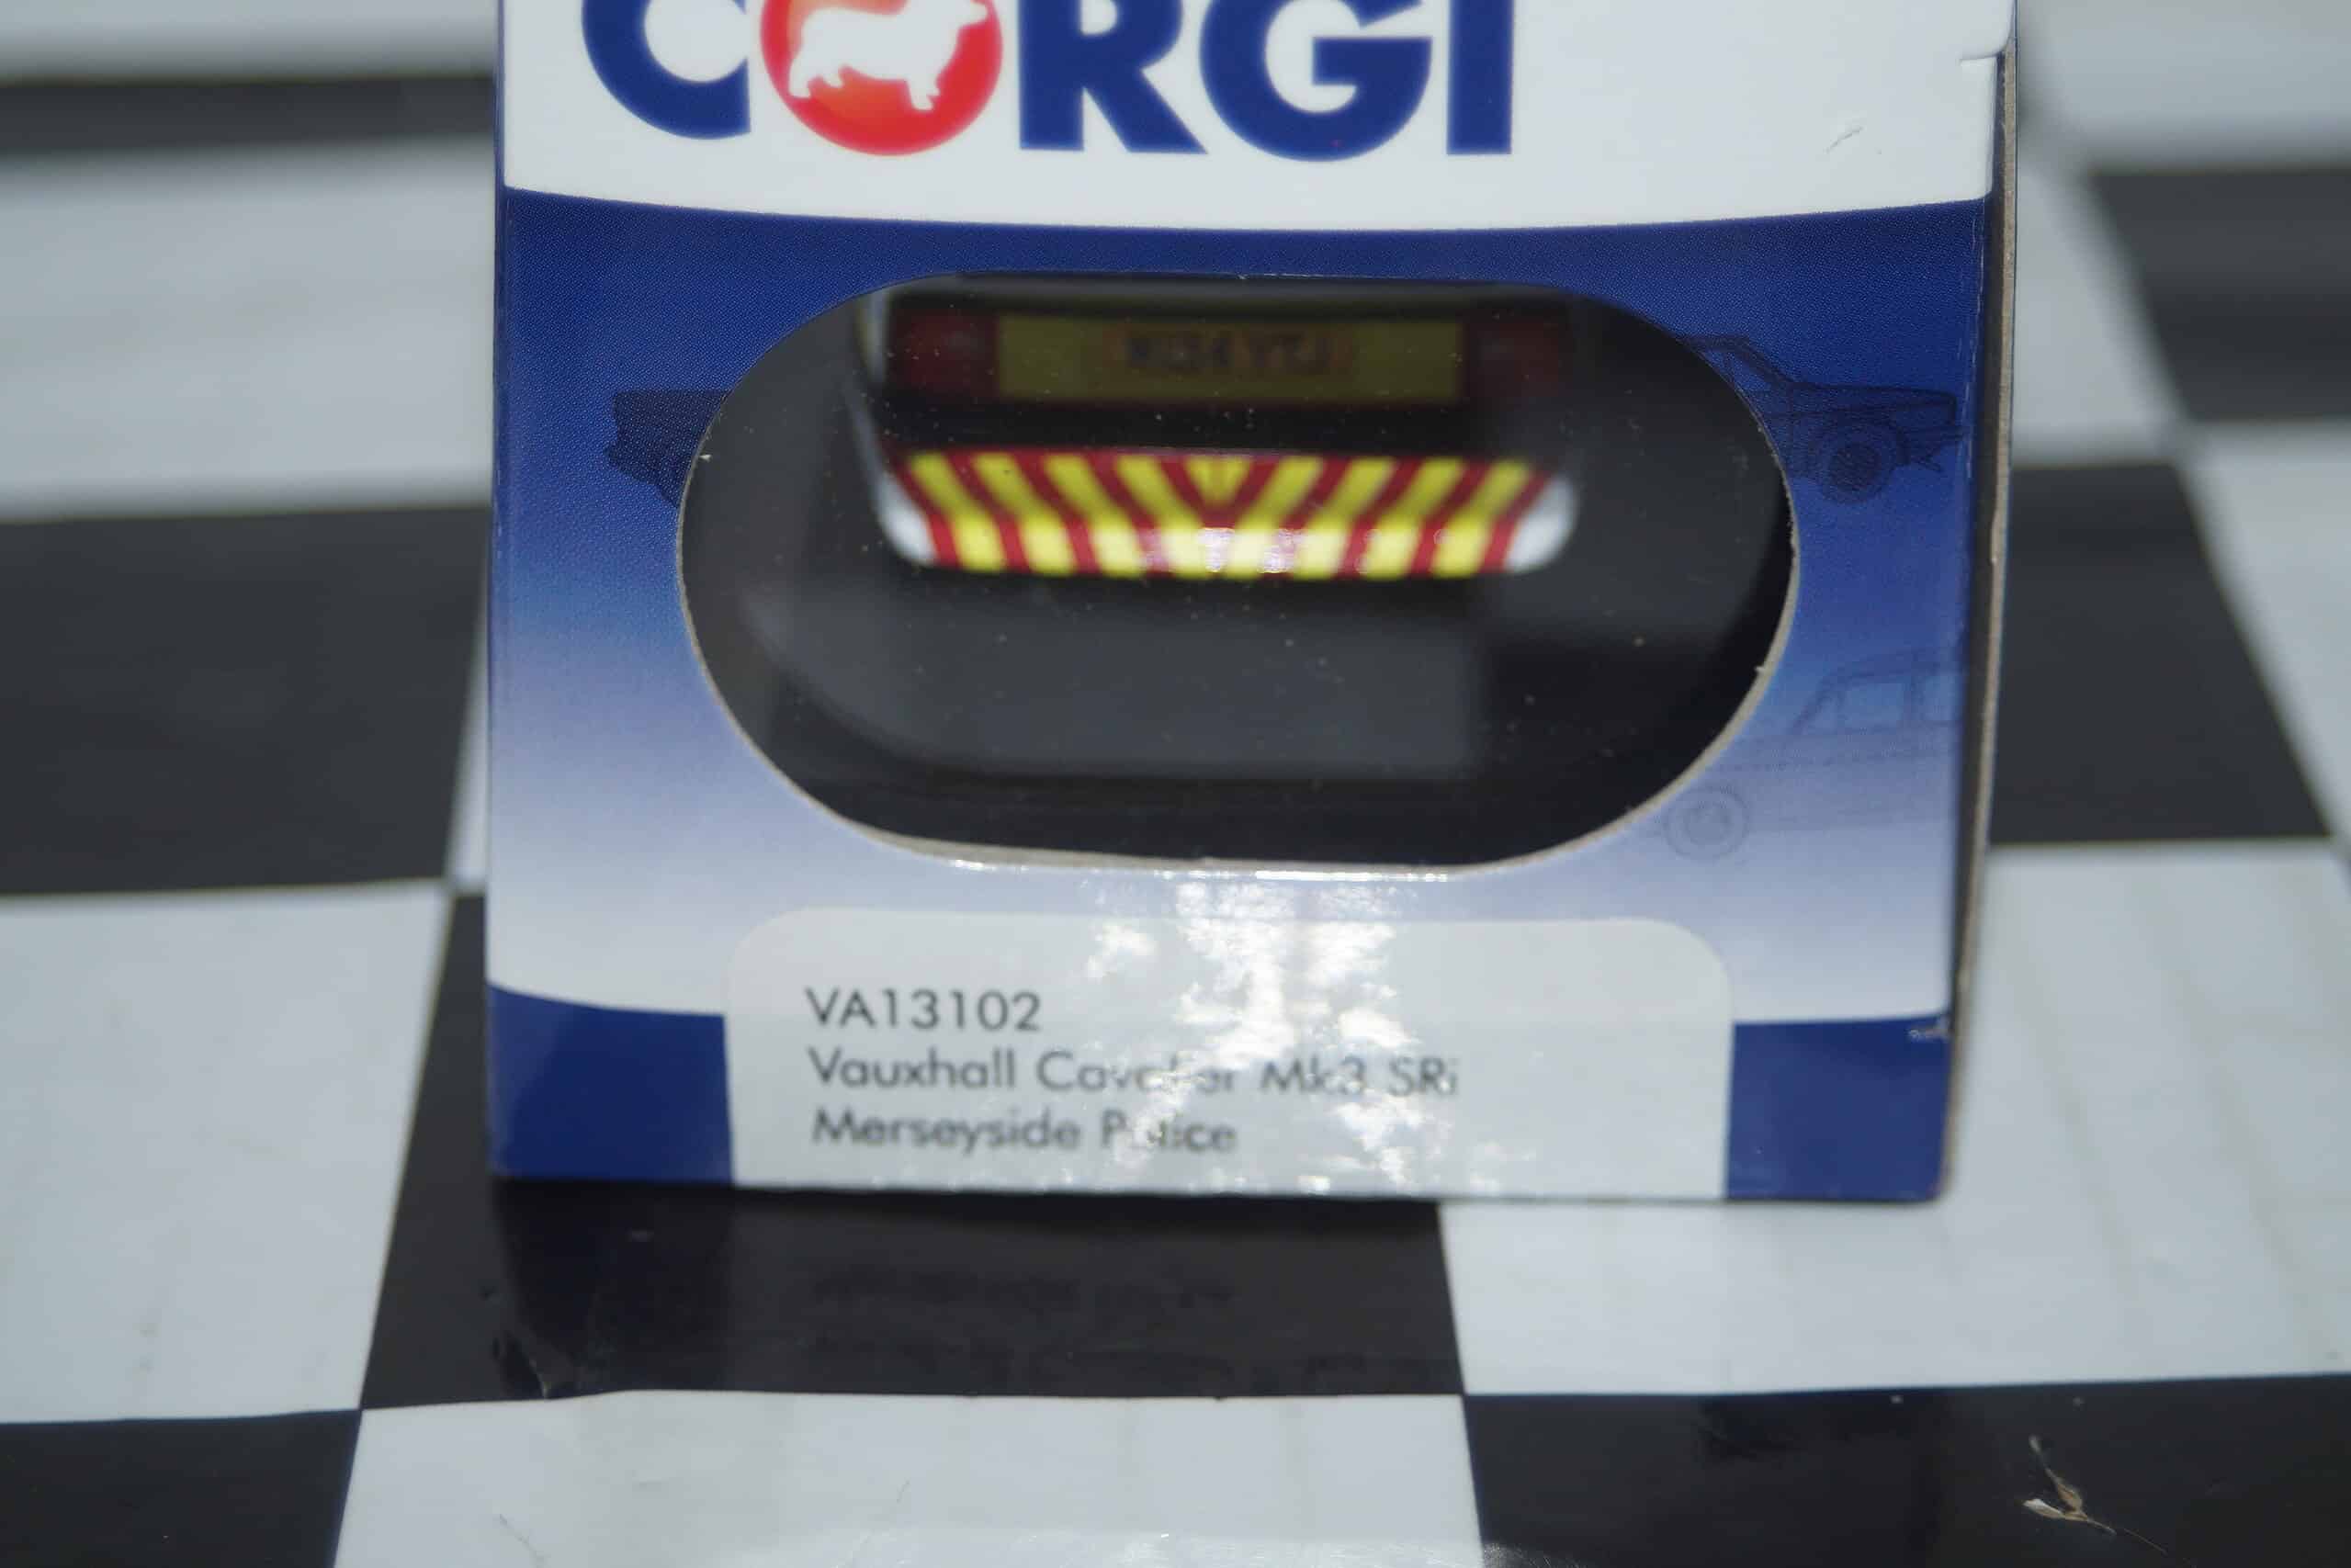 CORGI
VA13102
Vauxhall Cavalier Mk3 SRi
Merseyside Police